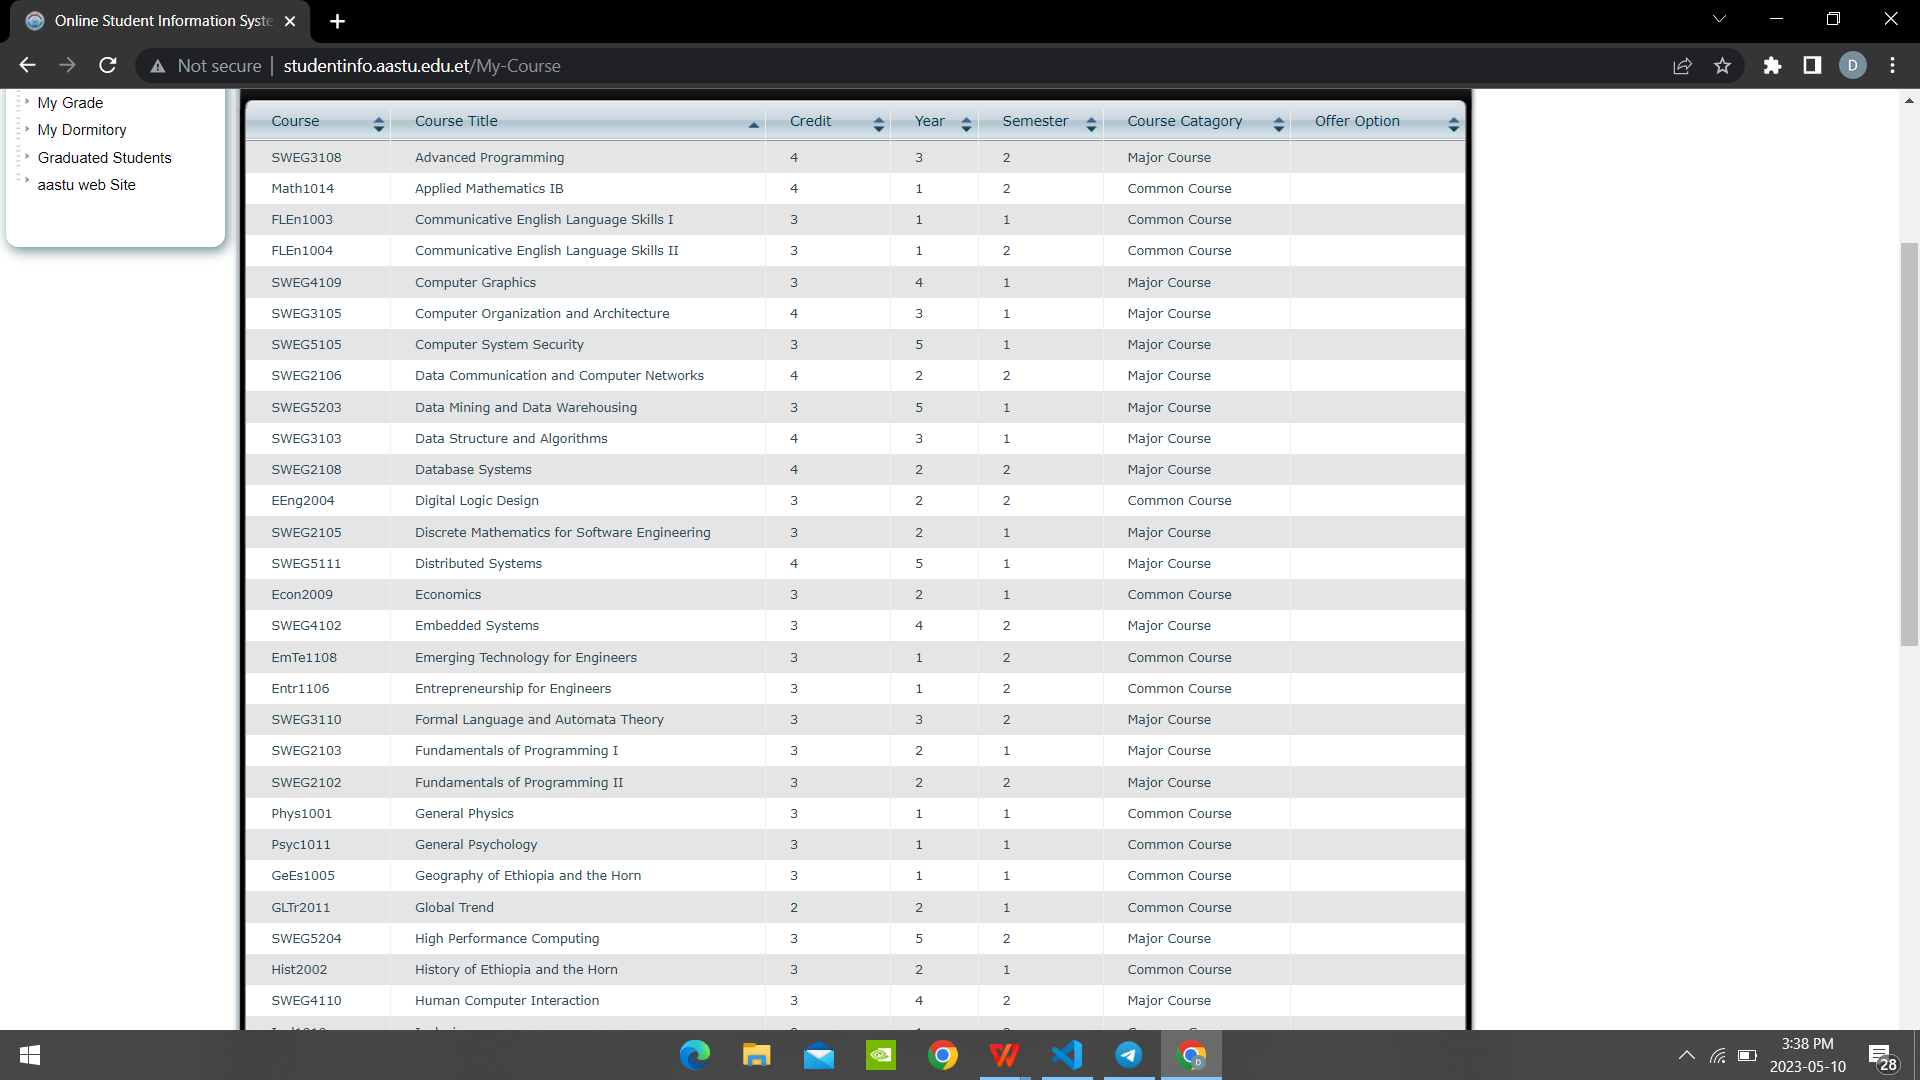 Online Student Information Syste
Not secure | studentinfo.aastu.edu.et/My-Course
D
My Grade
My Dormitory
Graduated Students
aastu web Site
Course Course Title Credit Year Semester Course Catagory Offer Option
SWEG3108 Advanced Programming 4 3 2 Major Course
Math1014 Applied Mathematics IB 4 1 2 Common Course
FLEn1003 Communicative English Language Skills I 3 1 1 Common Course
FLEn1004 Communicative English Language Skills II 3 1 2 Common Course
SWEG4109 Computer Graphics 3 4 1 Major Course
SWEG3105 Computer Organization and Architecture 4 3 1 Major Course
SWEG5105 Computer System Security 3 5 1 Major Course
SWEG2106 Data Communication and Computer Networks 4 2 2 Major Course
SWEG5203 Data Mining and Data Warehousing 3 5 1 Major Course
SWEG3103 Data Structure and Algorithms 4 3 1 Major Course
SWEG2108 Database Systems 4 2 2 Major Course
EEng2004 Digital Logic Design 3 2 2 Common Course
SWEG2105 Discrete Mathematics for Software Engineering 3 2 1 Major Course
SWEG5111 Distributed Systems 4 5 1 Major Course
Econ2009 Economics 3 2 1 Common Course
SWEG4102 Embedded Systems 3 4 2 Major Course
EmTe1108 Emerging Technology for Engineers 3 1 2 Common Course
Entr1106 Entrepreneurship for Engineers 3 1 2 Common Course
SWEG3110 Formal Language and Automata Theory 3 3 2 Major Course
SWEG2103 Fundamentals of Programming I 3 2 1 Major Course
SWEG2102 Fundamentals of Programming II 3 2 2 Major Course
Phys1001 General Physics 3 1 1 Common Course
Psyc1011 General Psychology 3 1 1 Common Course
GeEs1005 Geography of Ethiopia and the Horn 3 1 1 Common Course
GLTr2011 Global Trend 2 2 1 Common Course
SWEG5204 High Performance Computing 3 5 2 Major Course
Hist2002 History of Ethiopia and the Horn 3 2 1 Common Course
SWEG4110 Human Computer Interaction 3 4 2 Major Course
3:38 PM
2023-05-10
28